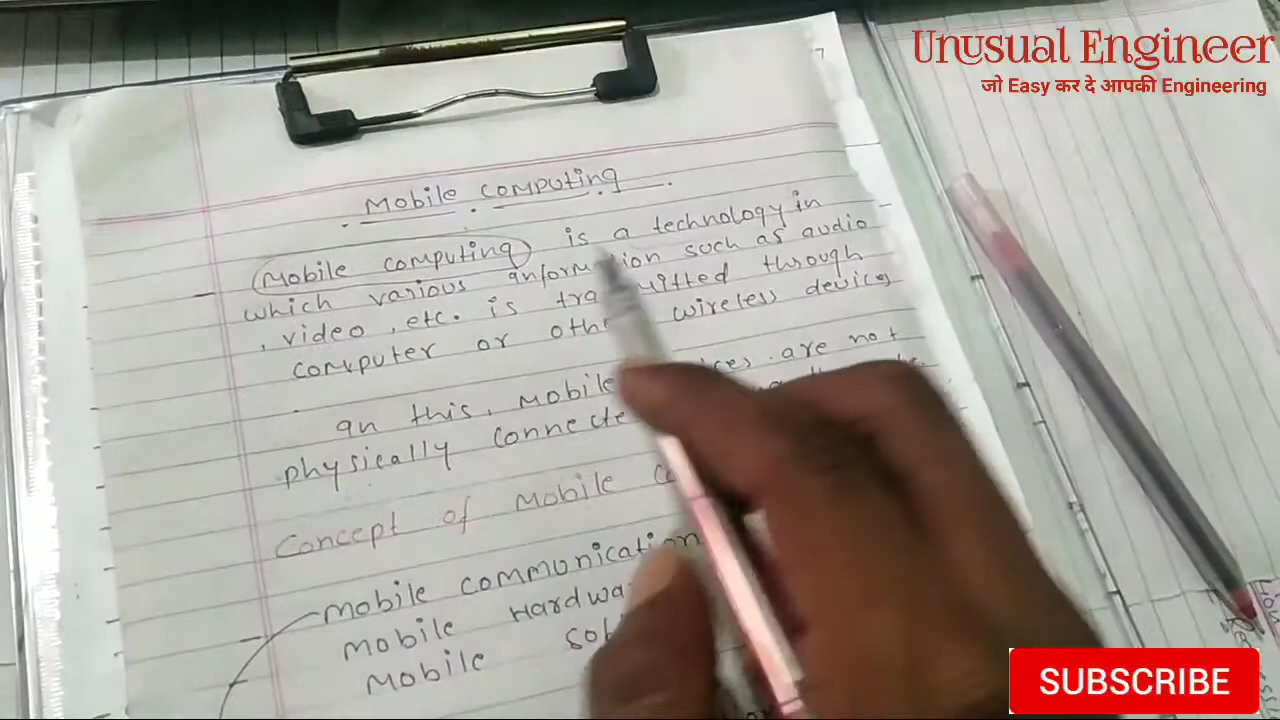 Unusual Engineer
जो Easy कर दे आपकी Engineering
Mobile computing
Mobile computing is a technology in
which various information such as audio
, video, etc. is transmitted through
computer or other wireless devices
In this, mobile devices are not
physically connected
Concept of Mobile
mobile communication
mobile Hardware
mobile
SUBSCRIBE